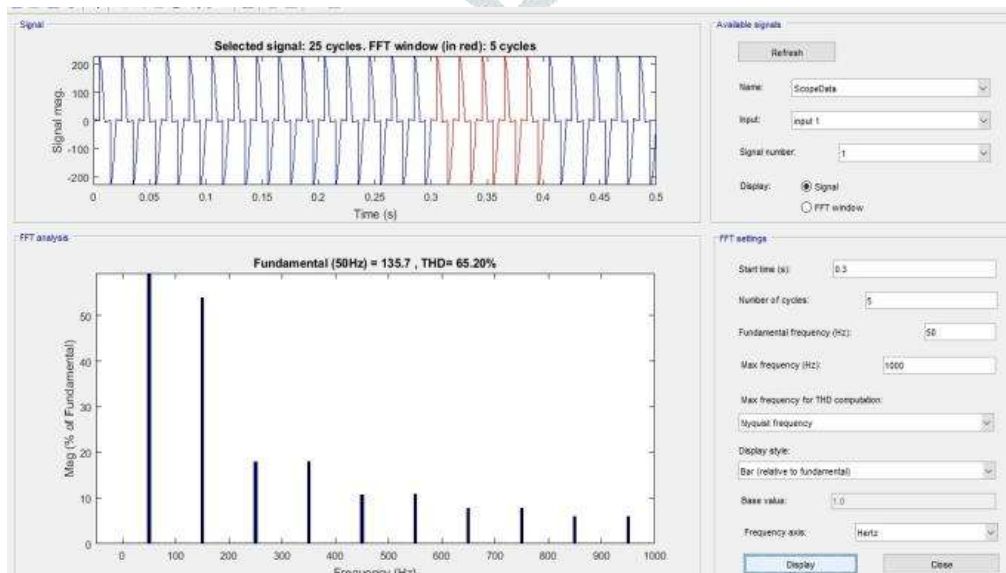 Signal
Selected signal: 25 cycles. FFT window (in red): 5 cycles
200
100
0
-100
-200
Signal mag.
0 0.05 0.1 0.15 0.2 0.25 0.3 0.35 0.4 0.45 0.5
Time (s)
FFT analysis
Fundamental (50Hz) = 135.7 , THD= 65.20%
50
40
30
20
10
0
Mag (% of Fundamental)
0 100 200 300 400 500 600 700 800 900 1000
Frequency (Hz)
Available signals
Refresh
Name: ScopeData
Input: input 1
Signal number: 1
Display: Signal
FFT window
FFT settings
Start time (s): 0.3
Number of cycles: 5
Fundamental frequency (Hz): 50
Max frequency (Hz): 1000
Max frequency for THD computation:
Nyquist frequency
Display style:
Bar (relative to fundamental)
Base value: 1.0
Frequency axis: Hertz
Display Close